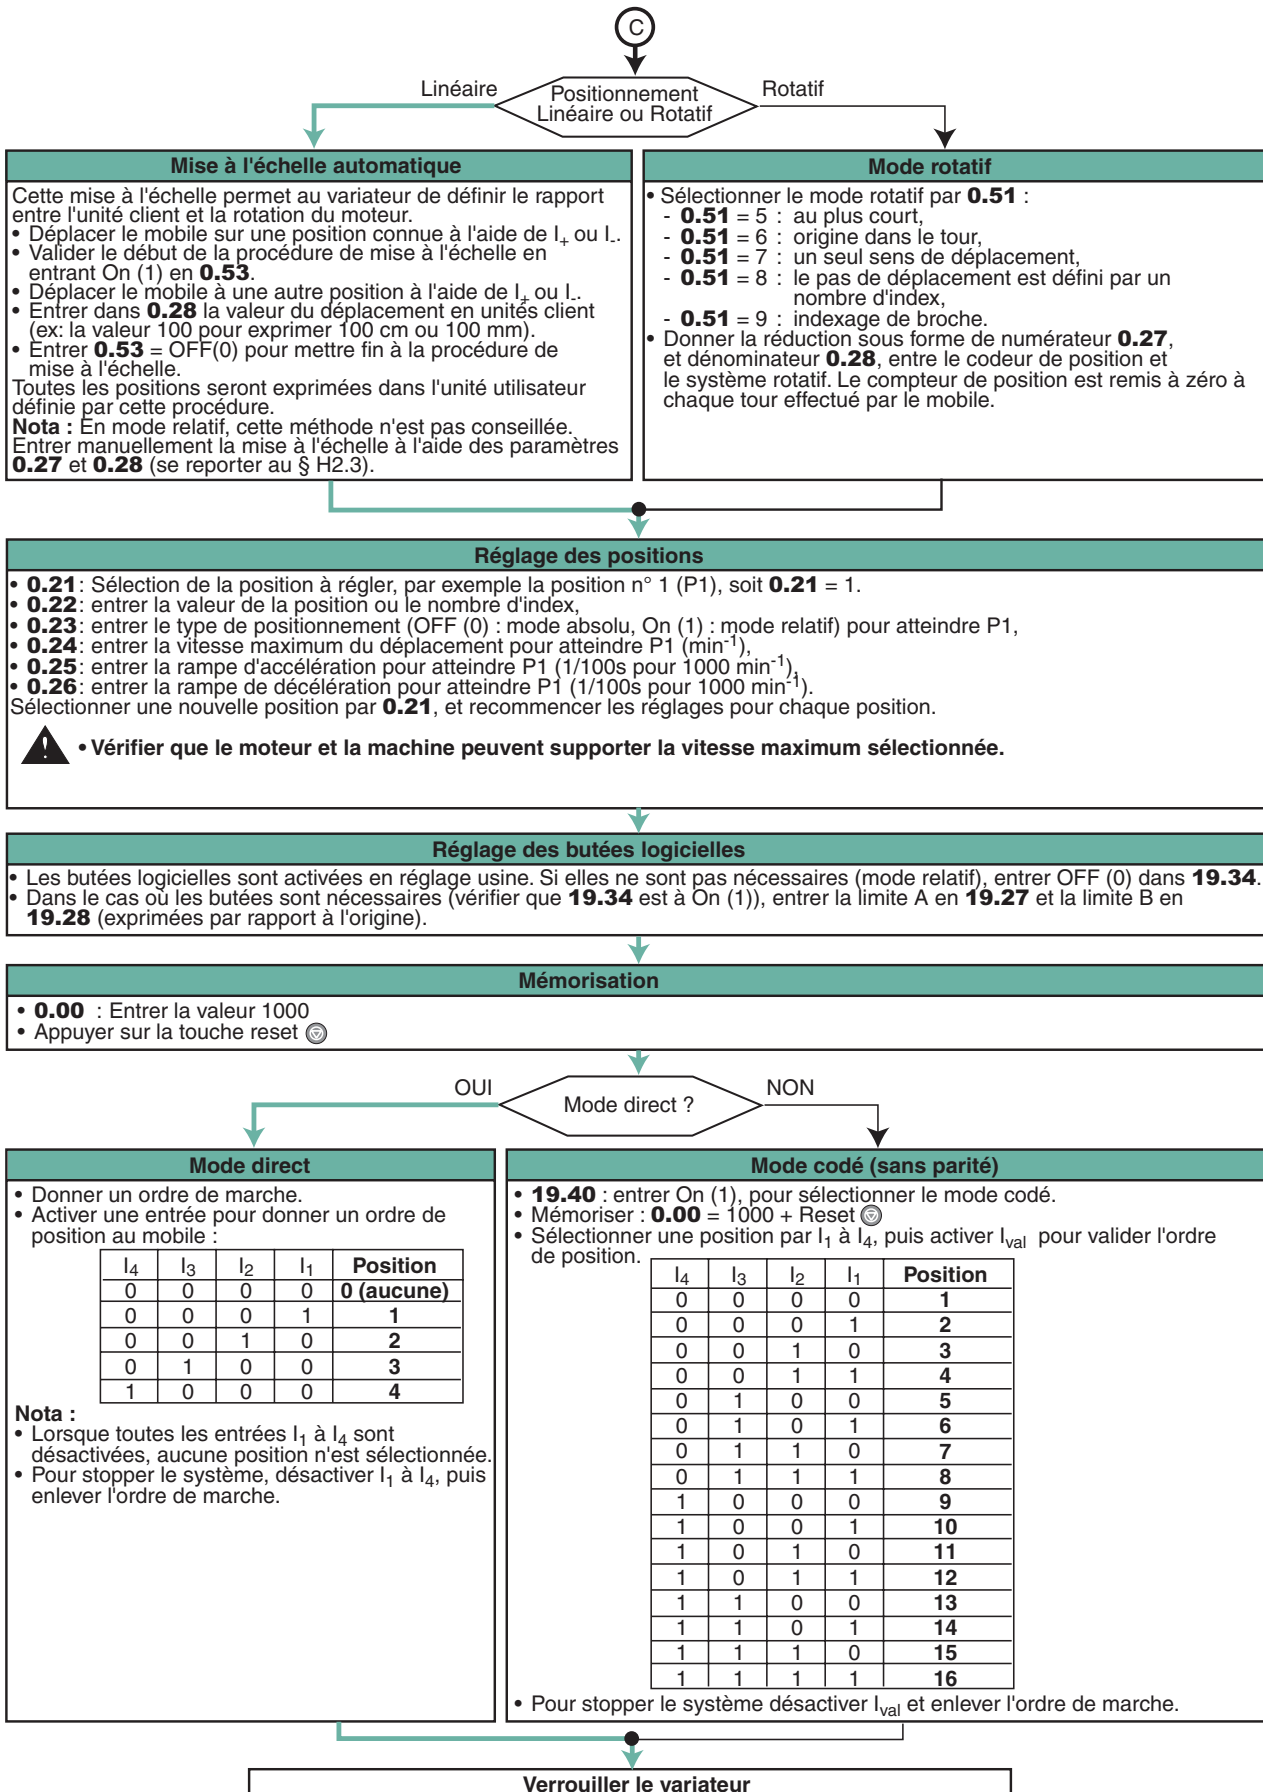 C
Linéaire
Positionnement
Linéaire ou Rotatif
Rotatif
Mise à l'échelle automatique
Cette mise à l'échelle permet au variateur de définir le rapport
entre l'unité client et la rotation du moteur.
• Déplacer le mobile sur une position connue à l'aide de I+ ou I-.
• Valider le début de la procédure de mise à l'échelle en
entrant On (1) en 0.53.
• Déplacer le mobile à une autre position à l'aide de I+ ou I-.
• Entrer dans 0.28 la valeur du déplacement en unités client
(ex: la valeur 100 pour exprimer 100 cm ou 100 mm).
• Entrer 0.53 = OFF(0) pour mettre fin à la procédure de
mise à l'échelle.
Toutes les positions seront exprimées dans l'unité utilisateur
définie par cette procédure.
Nota : En mode relatif, cette méthode n'est pas conseillée.
Entrer manuellement la mise à l'échelle à l'aide des paramètres
0.27 et 0.28 (se reporter au § H2.3).
Mode rotatif
• Sélectionner le mode rotatif par 0.51 :
- 0.51 = 5 : au plus court,
- 0.51 = 6 : origine dans le tour,
- 0.51 = 7 : un seul sens de déplacement,
- 0.51 = 8 : le pas de déplacement est défini par un
nombre d'index,
- 0.51 = 9 : indexage de broche.
• Donner la réduction sous forme de numérateur 0.27,
et dénominateur 0.28, entre le codeur de position et
le système rotatif. Le compteur de position est remis à zéro à
chaque tour effectué par le mobile.
Réglage des positions
• 0.21: Sélection de la position à régler, par exemple la position n° 1 (P1), soit 0.21 = 1.
• 0.22: entrer la valeur de la position ou le nombre d'index,
• 0.23: entrer le type de positionnement (OFF (0) : mode absolu, On (1) : mode relatif) pour atteindre P1,
• 0.24: entrer la vitesse maximum du déplacement pour atteindre P1 (min-1),
• 0.25: entrer la rampe d'accélération pour atteindre P1 (1/100s pour 1000 min-1),
• 0.26: entrer la rampe de décélération pour atteindre P1 (1/100s pour 1000 min-1).
Sélectionner une nouvelle position par 0.21, et recommencer les réglages pour chaque position.
! • Vérifier que le moteur et la machine peuvent supporter la vitesse maximum sélectionnée.
Réglage des butées logicielles
• Les butées logicielles sont activées en réglage usine. Si elles ne sont pas nécessaires (mode relatif), entrer OFF (0) dans 19.34.
• Dans le cas où les butées sont nécessaires (vérifier que 19.34 est à On (1)), entrer la limite A en 19.27 et la limite B en
19.28 (exprimées par rapport à l'origine).
Mémorisation
• 0.00 : Entrer la valeur 1000
• Appuyer sur la touche reset
OUI
Mode direct ?
NON
Mode direct
• Donner un ordre de marche.
• Activer une entrée pour donner un ordre de
position au mobile :
I4 I3 I2 I1 Position
0 0 0 0 0 (aucune)
0 0 0 1 1
0 0 1 0 2
0 1 0 0 3
1 0 0 0 4
Nota :
• Lorsque toutes les entrées I1 à I4 sont
désactivées, aucune position n'est sélectionnée.
• Pour stopper le système, désactiver I1 à I4, puis
enlever l'ordre de marche.
Mode codé (sans parité)
• 19.40 : entrer On (1), pour sélectionner le mode codé.
• Mémoriser : 0.00 = 1000 + Reset
• Sélectionner une position par I1 à I4, puis activer Ival pour valider l'ordre
de position.
I4 I3 I2 I1 Position
0 0 0 0 1
0 0 0 1 2
0 0 1 0 3
0 0 1 1 4
0 1 0 0 5
0 1 0 1 6
0 1 1 0 7
0 1 1 1 8
1 0 0 0 9
1 0 0 1 10
1 0 1 0 11
1 0 1 1 12
1 1 0 0 13
1 1 0 1 14
1 1 1 0 15
1 1 1 1 16
• Pour stopper le système désactiver Ival et enlever l'ordre de marche.
Verrouiller le variateur